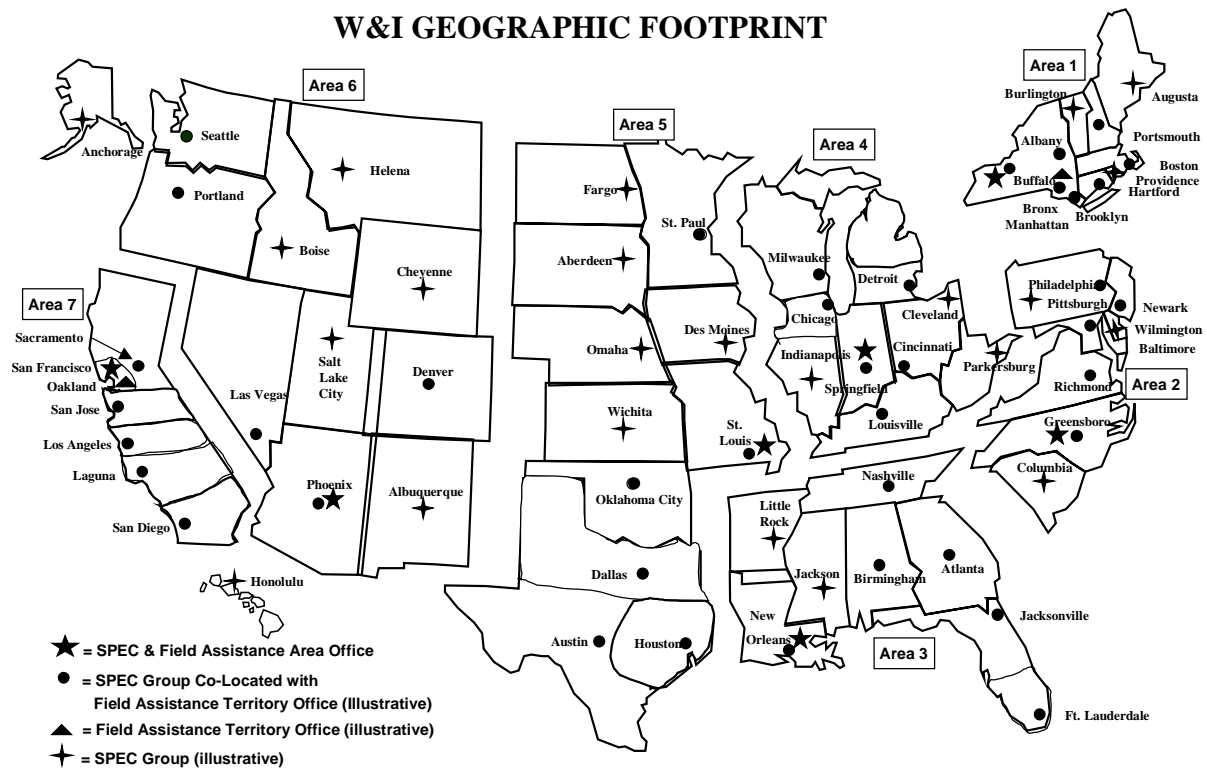 W&I GEOGRAPHIC FOOTPRINT
Area 6
Anchorage
Seattle
Portland
Helena
Boise
Cheyenne
Area 7
Sacramento
San Francisco
Oakland
San Jose
Los Angeles
Laguna
San Diego
Las Vegas
Salt
Lake
City
Denver
Phoenix
Albuquerque
Honolulu
Area 5
Fargo
St. Paul
Aberdeen
Omaha
Des Moines
Wichita
St.
Louis
Oklahoma City
Dallas
Austin
Houston
Area 4
Milwaukee
Detroit
Chicago
Cleveland
Indianapolis
Cincinnati
Springfield
Louisville
Parkersburg
Area 1
Burlington
Augusta
Albany
Portsmouth
Boston
Buffalo
Providence
Hartford
Bronx
Brooklyn
Manhattan
Philadelphia
Pittsburgh
Newark
Wilmington
Baltimore
Richmond
Area 2
Greensboro
Columbia
Nashville
Little
Rock
Jackson
Birmingham
Atlanta
New
Orleans
Jacksonville
Area 3
Ft. Lauderdale
= SPEC & Field Assistance Area Office
= SPEC Group Co-Located with
Field Assistance Territory Office (Illustrative)
= Field Assistance Territory Office (illustrative)
= SPEC Group (illustrative)